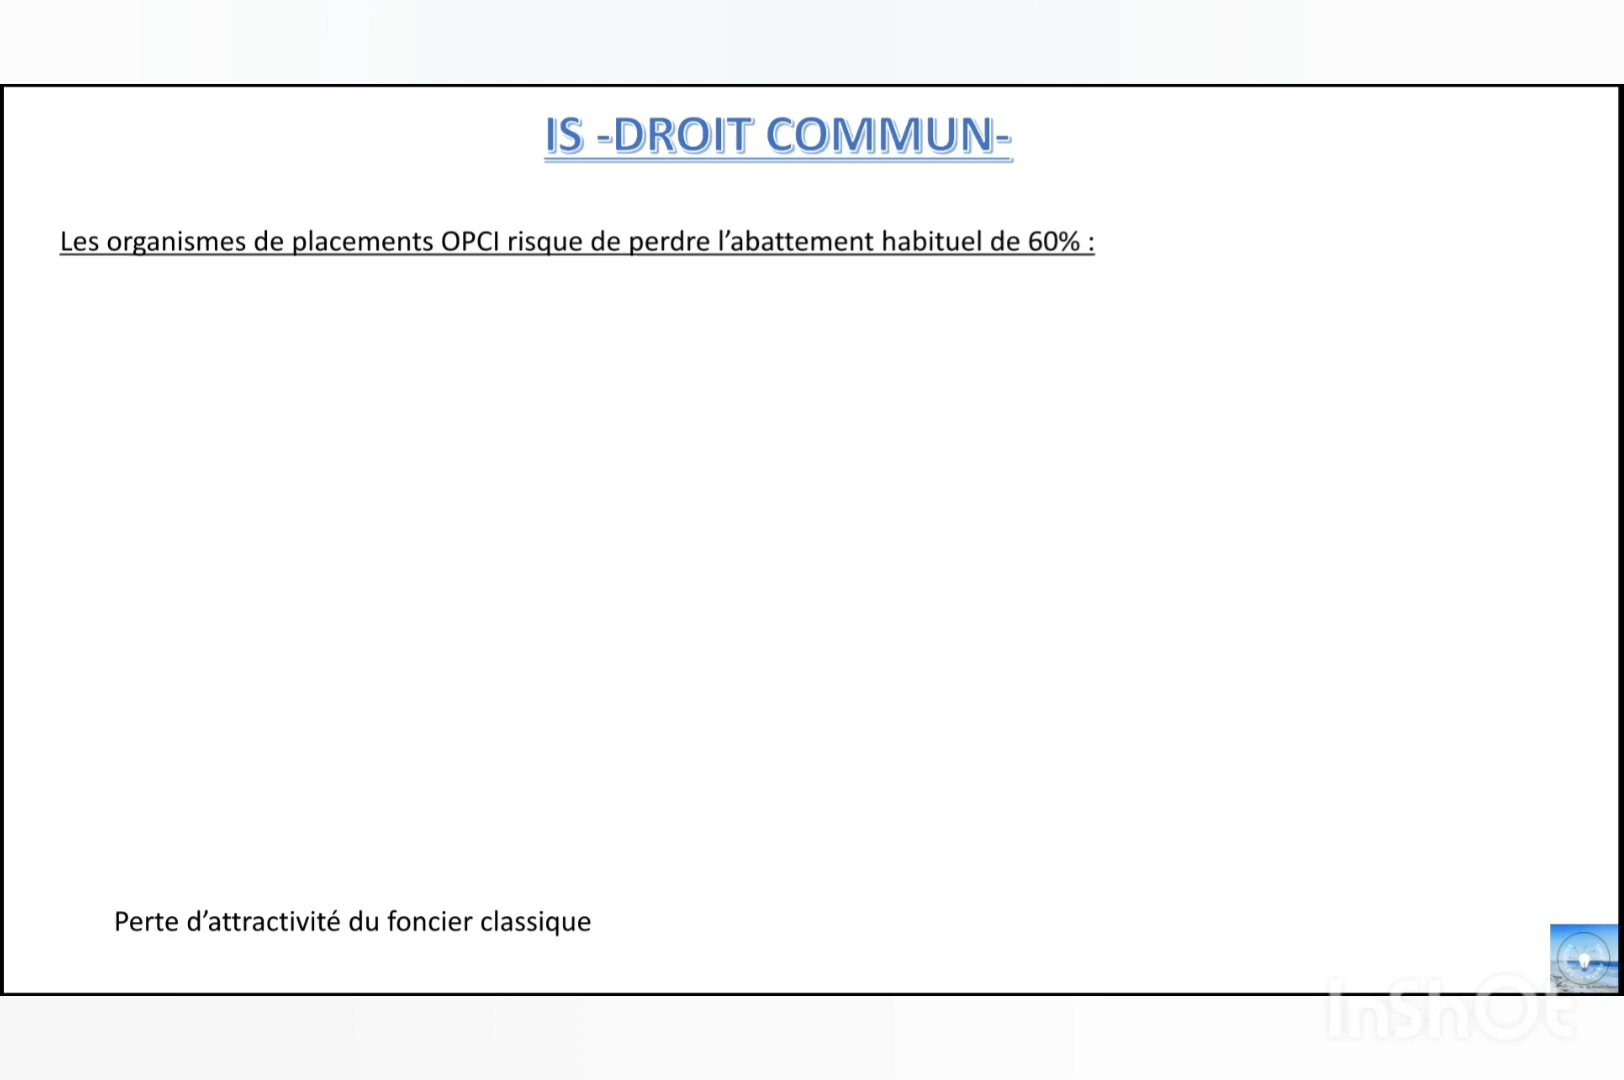 IS -DROIT COMMUN-
Les organismes de placements OPCI risque de perdre l’abattement habituel de 60% :
Perte d’attractivité du foncier classique
InShOt